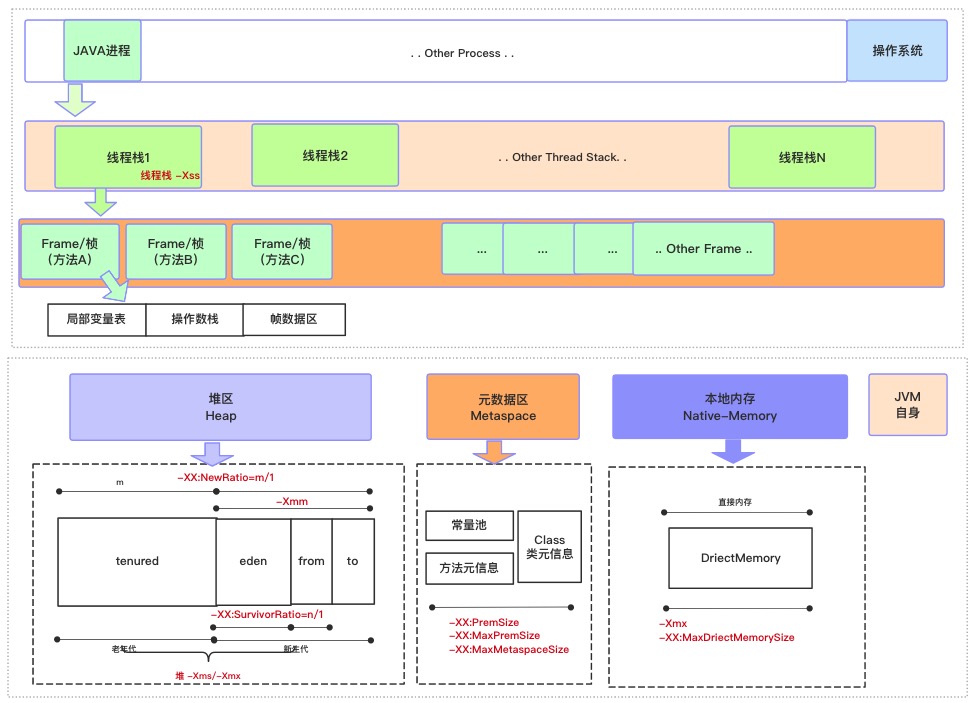 JAVA进程
. . Other Process . .
操作系统
线程栈1
线程栈 -Xss
线程栈2
. . Other Thread Stack. .
线程栈N
Frame/桢
(方法A)
Frame/桢
(方法B)
Frame/桢
(方法C)
...
...
...
.. Other Frame ..
局部变量表
操作数栈
帧数据区
堆区
Heap
元数据区
Metaspace
本地内存
Native-Memory
JVM
自身
-XX:NewRatio=m/1
m
-Xmm
tenured
eden
from
to
-XX:SurvivorRatio=n/1
老年代
新生代
堆 -Xms/-Xmx
常量池
方法元信息
Class
类元信息
-XX:PremSize
-XX:MaxPremSize
-XX:MaxMetaspaceSize
直接内存
DriectMemory
-Xmx
-XX:MaxDriectMemorySize